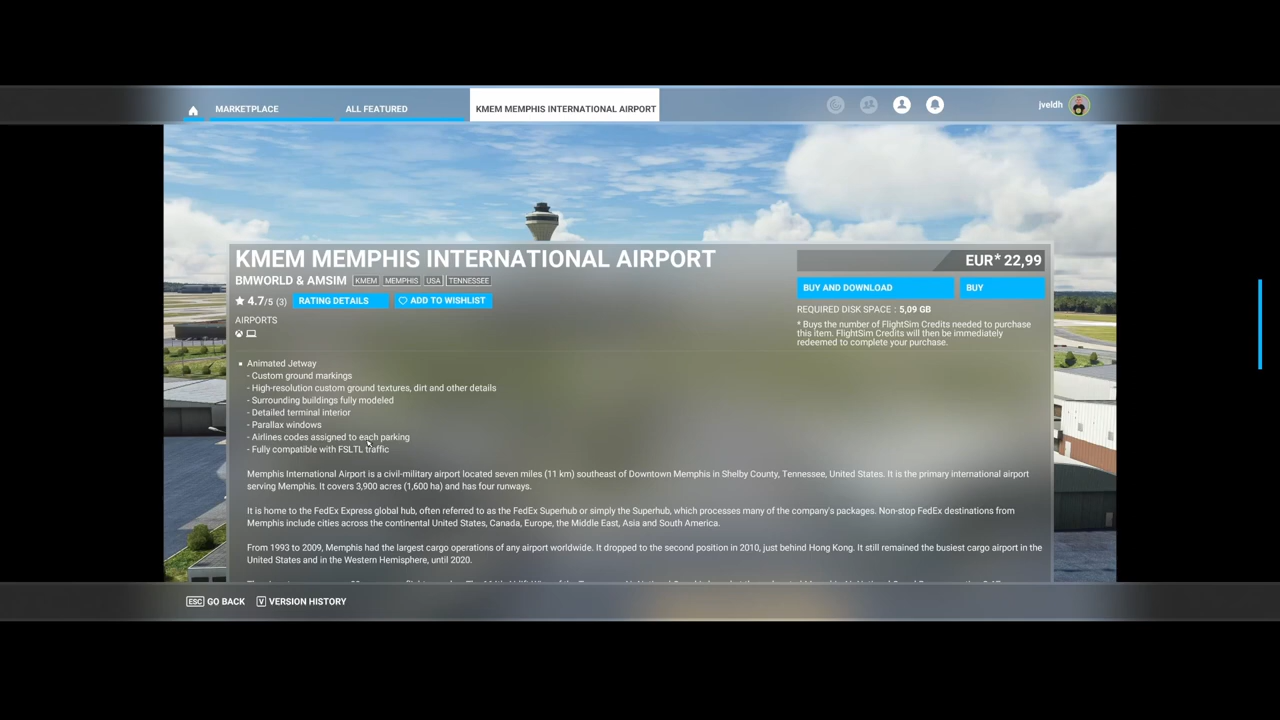 MARKETPLACE
ALL FEATURED
KMEM MEMPHIS INTERNATIONAL AIRPORT
jveldh
KMEM MEMPHIS INTERNATIONAL AIRPORT
BMWORLD & AMSIM KMEM MEMPHIS USA TENNESSEE
4.7/5 (3) RATING DETAILS ADD TO WISHLIST
AIRPORTS
EUR* 22,99
BUY AND DOWNLOAD BUY
REQUIRED DISK SPACE : 5,09 GB
* Buys the number of FlightSim Credits needed to purchase
this item. FlightSim Credits will then be immediately
redeemed to complete your purchase.
Animated Jetway
- Custom ground markings
- High-resolution custom ground textures, dirt and other details
- Surrounding buildings fully modeled
- Detailed terminal interior
- Parallax windows
- Airlines codes assigned to each parking
- Fully compatible with FSLTL traffic
Memphis International Airport is a civil-military airport located seven miles (11 km) southeast of Downtown Memphis in Shelby County, Tennessee, United States. It is the primary international airport
serving Memphis. It covers 3,900 acres (1,600 ha) and has four runways.
It is home to the FedEx Express global hub, often referred to as the FedEx Superhub or simply the Superhub, which processes many of the company's packages. Non-stop FedEx destinations from
Memphis include cities across the continental United States, Canada, Europe, the Middle East, Asia and South America.
From 1993 to 2009, Memphis had the largest cargo operations of any airport worldwide. It dropped to the second position in 2010, just behind Hong Kong. It still remained the busiest cargo airport in the
United States and in the Western Hemisphere, until 2020.
ESC GO BACK V VERSION HISTORY